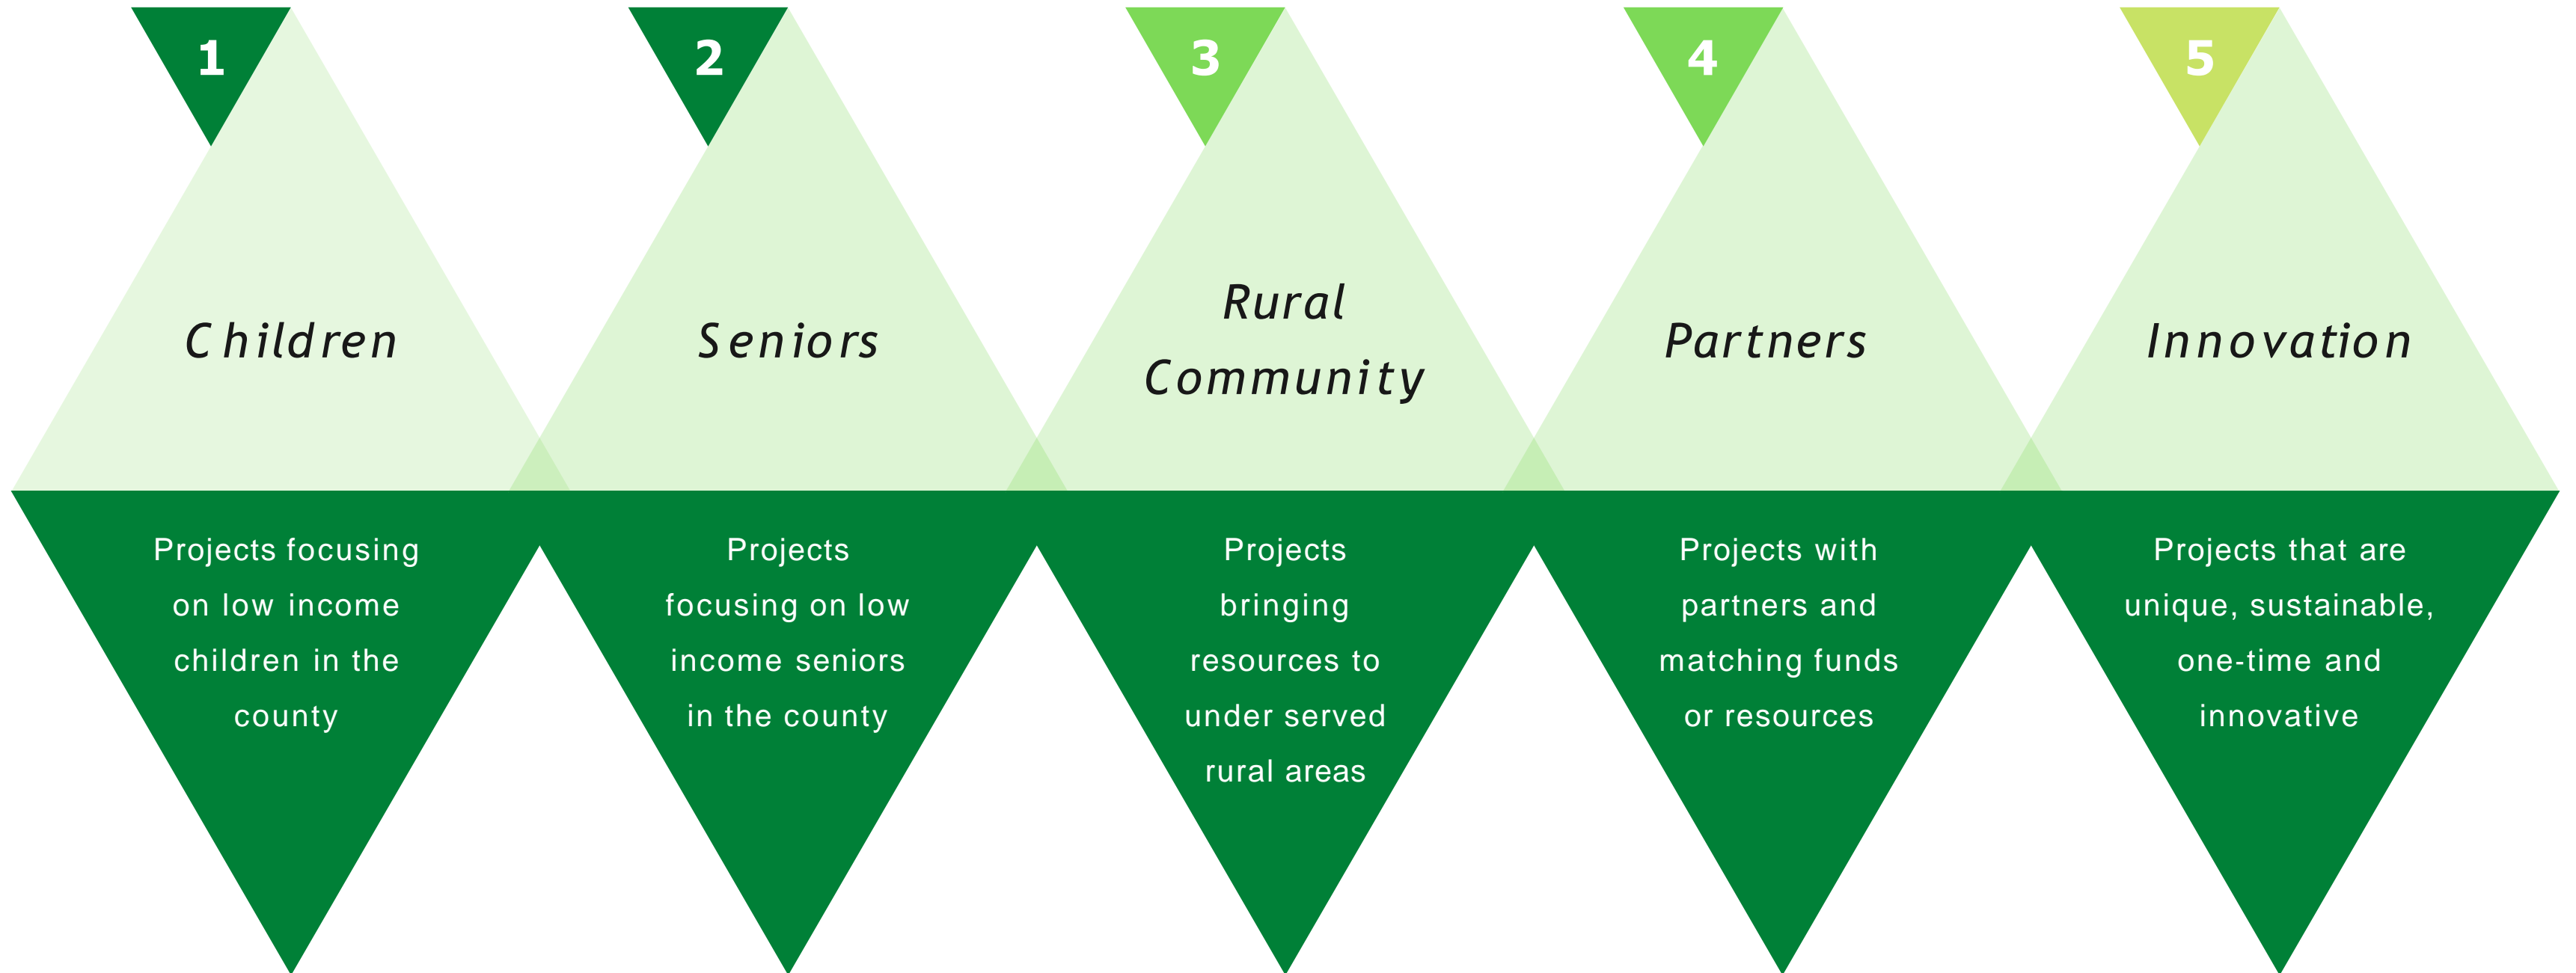 1
Children
Projects focusing
on low income
children in the
county
2
Seniors
Projects
focusing on low
income seniors
in the county
3
Rural
Community
Projects
bringing
resources to
under served
rural areas
4
Partners
Projects with
partners and
matching funds
or resources
5
Innovation
Projects that are
unique, sustainable,
one-time and
innovative